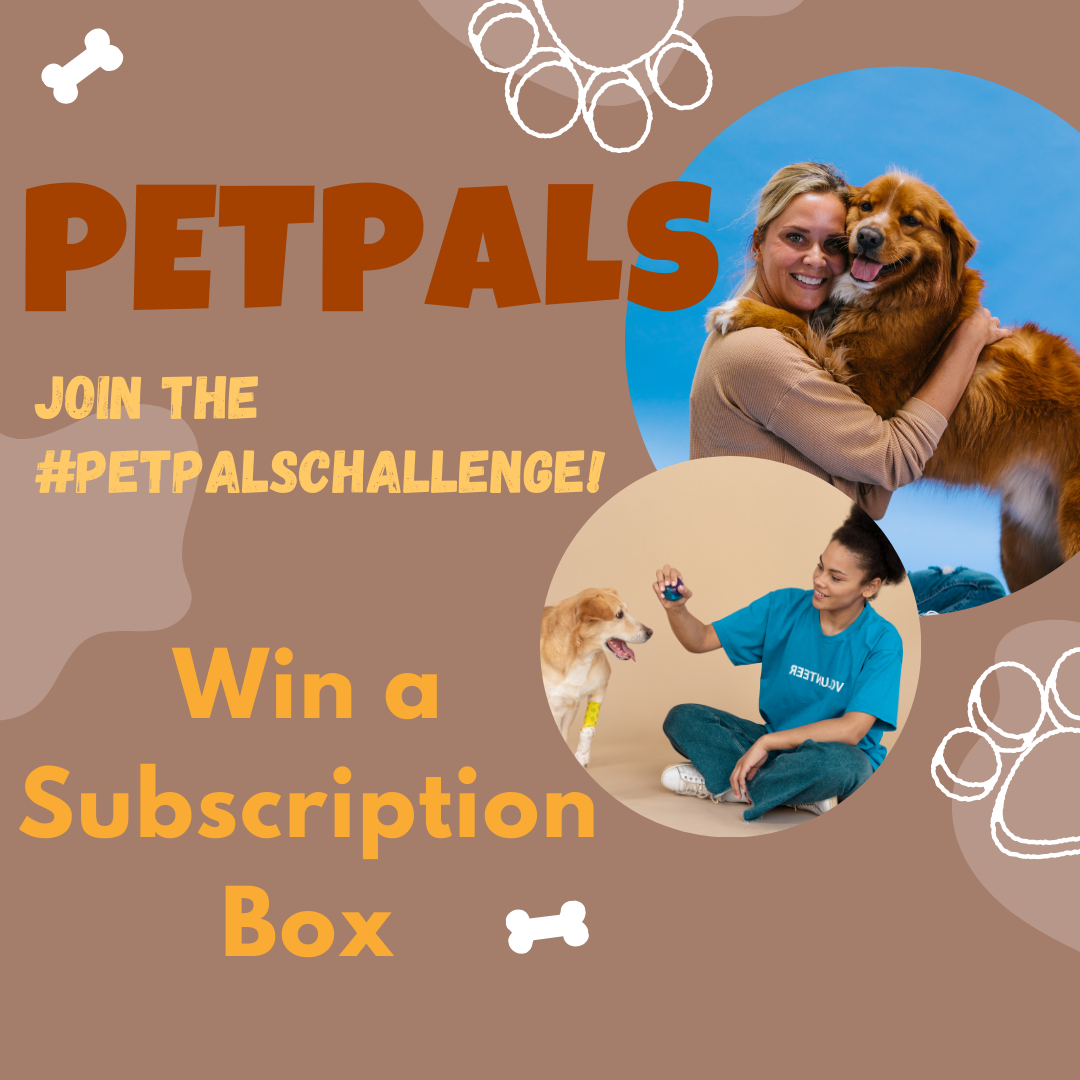 PETPALS
JOIN THE
#PETPALSCHALLENGE!
Win a
Subscription
Box
VOLUNTEER